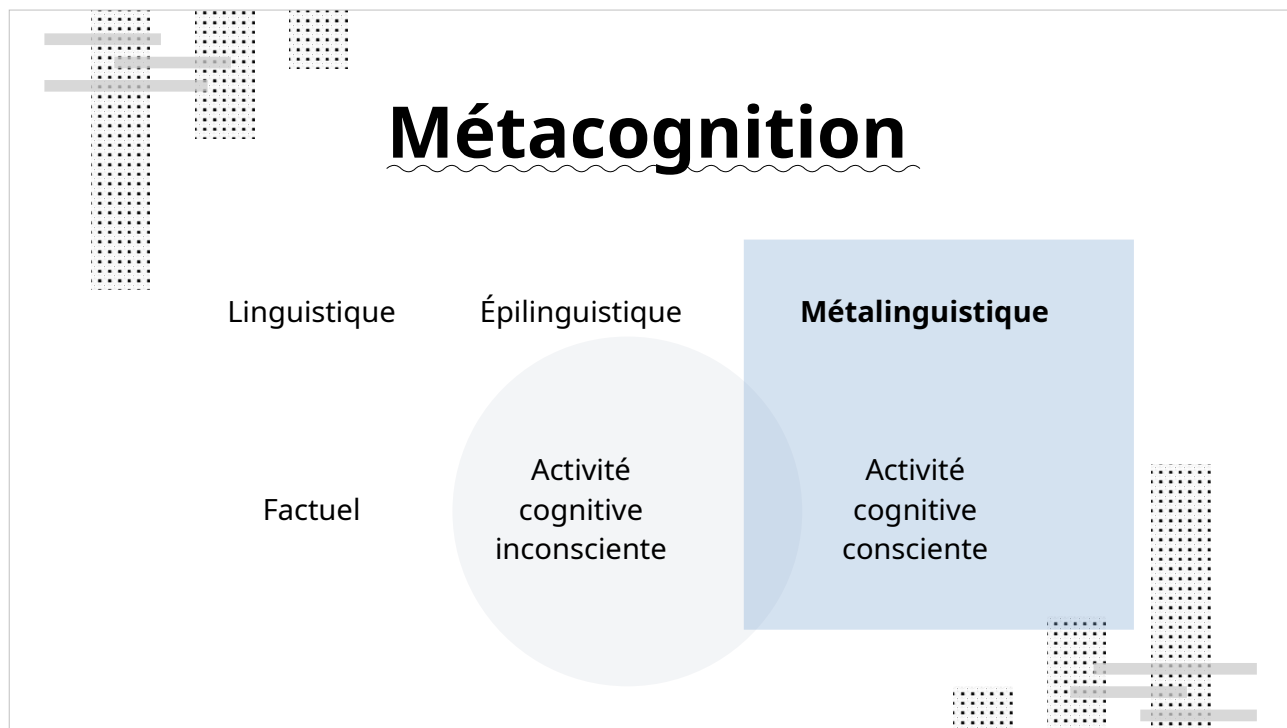 Métacognition
Linguistique Épilinguistique Métalinguistique
Factuel
Activité
cognitive
inconsciente
Activité
cognitive
consciente